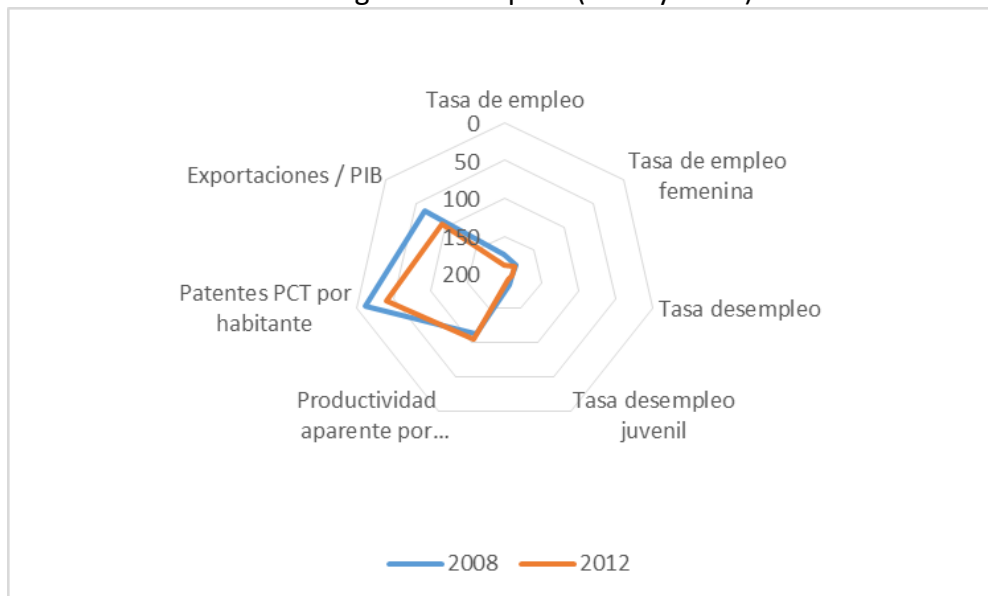 Tasa de empleo
0
50
100
150
200
Tasa de empleo
femenina
Tasa desempleo
Tasa desempleo
juvenil
Productividad
aparente por...
Patentes PCT por
habitante
Exportaciones / PIB
2008
2012